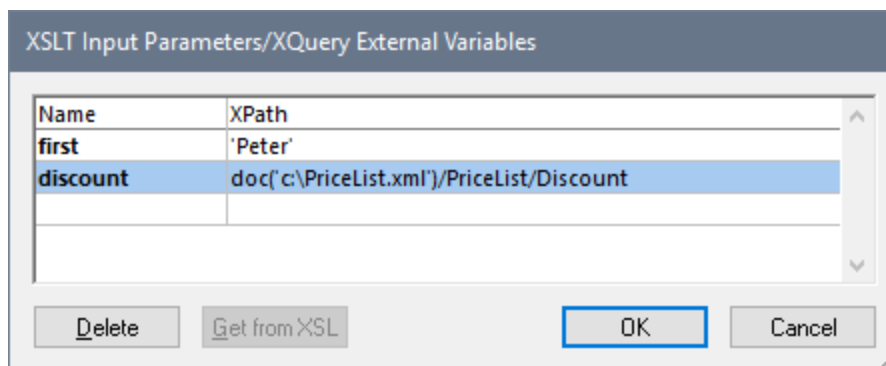 XSLT Input Parameters/XQuery External Variables
Name XPath
first 'Peter'
discount doc('c:\PriceList.xml')/PriceList/Discount
Delete Get from XSL OK Cancel